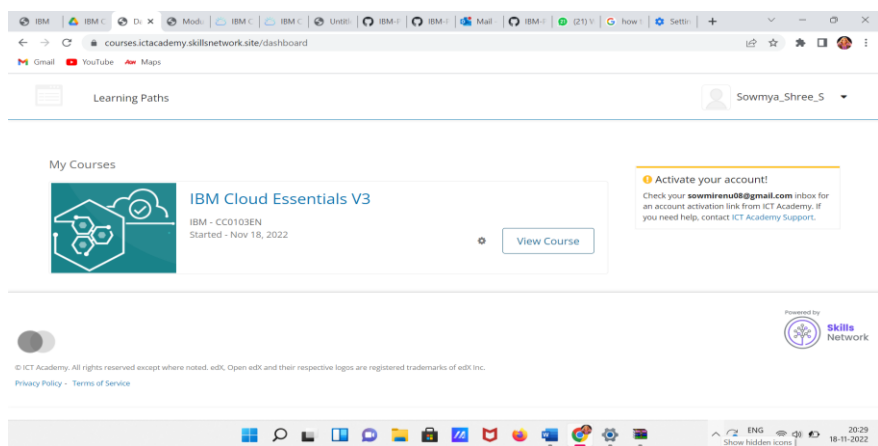 IBM
IBM C
Da
Modu
IBM C
IBM C
Untitl
IBM-F
IBM-F
Mail
IBM-F
(21) V
how t
Settin
courses.ictacademy.skillsnetwork.site/dashboard
Gmail
YouTube
Maps
Learning Paths
Sowmya_Shree_S
My Courses
IBM Cloud Essentials V3
IBM - CC0103EN
Started - Nov 18, 2022
View Course
Activate your account!
Check your sowmirenu08@gmail.com inbox for
an account activation link from ICT Academy. If
you need help, contact ICT Academy Support.
Powered by
Skills
Network
© ICT Academy. All rights reserved except where noted. edX, Open edX and their respective logos are registered trademarks of edX Inc.
Privacy Policy - Terms of Service
ENG
20:29
Show hidden icons
18-11-2022